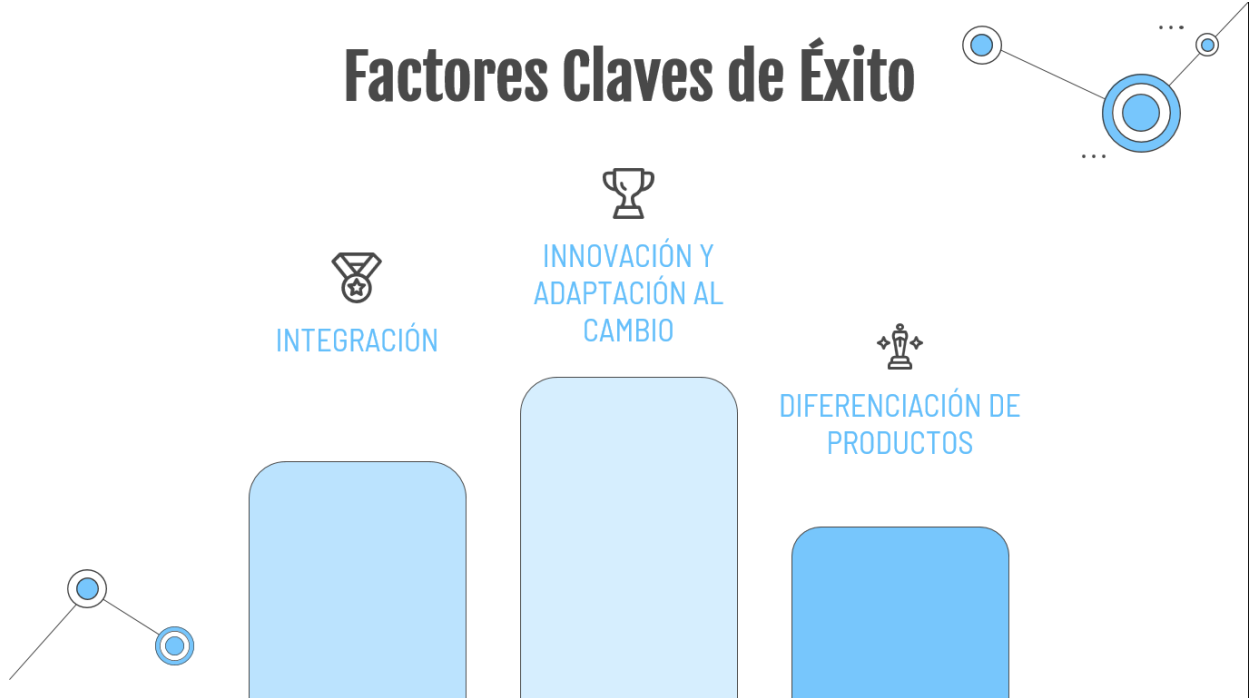 Factores Claves de Éxito
INTEGRACIÓN
INNOVACIÓN Y
ADAPTACIÓN AL
CAMBIO
DIFERENCIACIÓN DE
PRODUCTOS